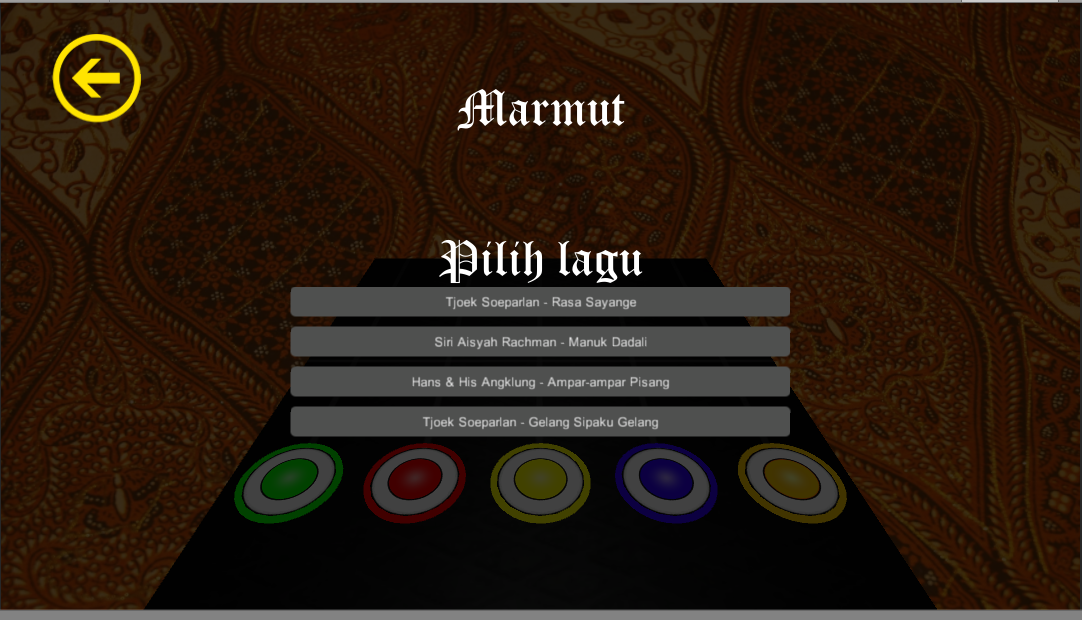 Marmut
Pilih lagu
Tjoek Soeparlan - Rasa Sayange
Siri Aisyah Rachman - Manuk Dadali
Hans & His Angklung - Ampar-ampar Pisang
Tjoek Soeparlan - Gelang Sipaku Gelang